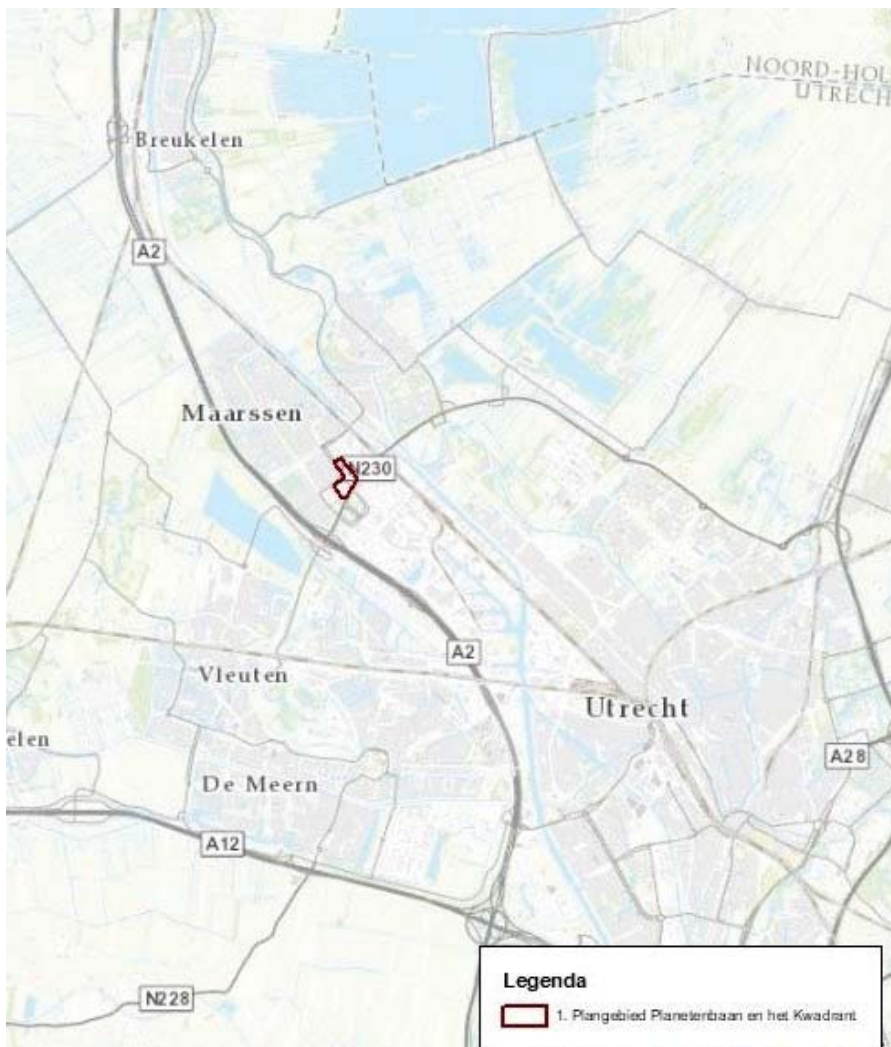 NOORD-HOL
UTRECH
Breukelen
A2
Maarssen
N230
Vleuten
A2
Utrecht
elen
A28
De Meern
A12
N228
Legenda
1. Plangebied Planetenbaan en het Kwadrant